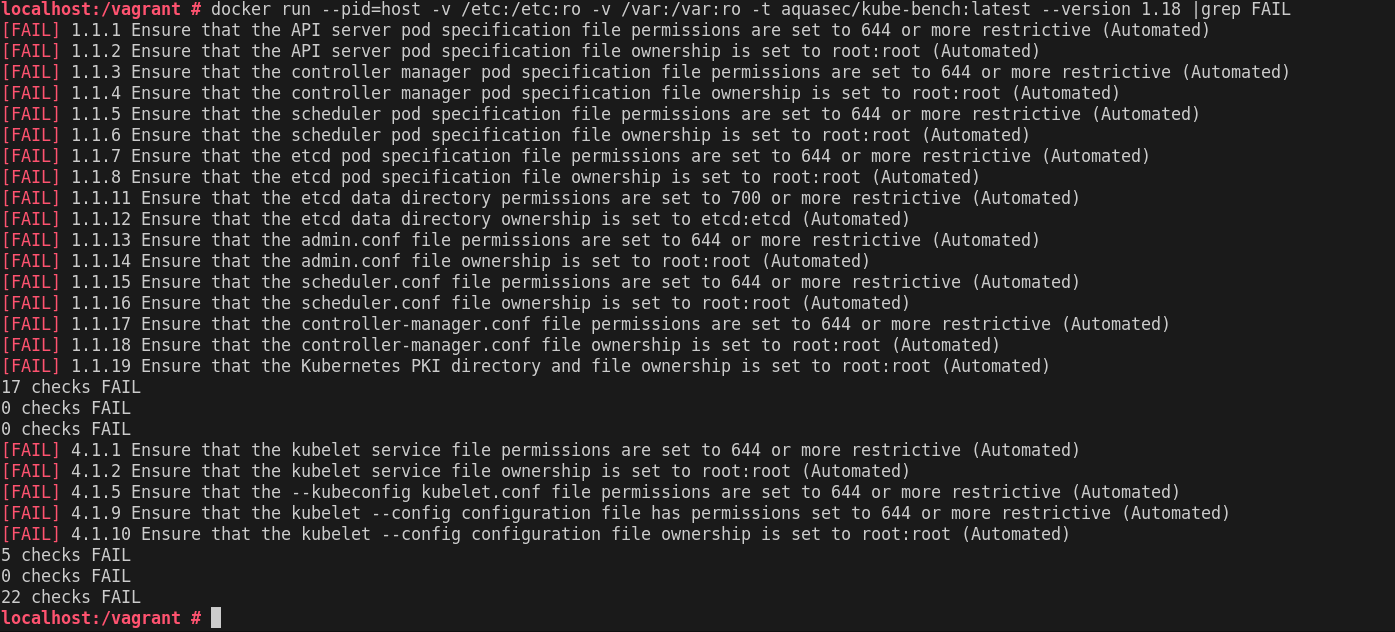 localhost:/vagrant # docker run --pid=host -v /etc:/etc:ro -v /var:/var:ro -t aquasec/kube-bench:latest --version 1.18 |grep FAIL
[FAIL] 1.1.1 Ensure that the API server pod specification file permissions are set to 644 or more restrictive (Automated)
[FAIL] 1.1.2 Ensure that the API server pod specification file ownership is set to root:root (Automated)
[FAIL] 1.1.3 Ensure that the controller manager pod specification file permissions are set to 644 or more restrictive (Automated)
[FAIL] 1.1.4 Ensure that the controller manager pod specification file ownership is set to root:root (Automated)
[FAIL] 1.1.5 Ensure that the scheduler pod specification file permissions are set to 644 or more restrictive (Automated)
[FAIL] 1.1.6 Ensure that the scheduler pod specification file ownership is set to root:root (Automated)
[FAIL] 1.1.7 Ensure that the etcd pod specification file permissions are set to 644 or more restrictive (Automated)
[FAIL] 1.1.8 Ensure that the etcd pod specification file ownership is set to root:root (Automated)
[FAIL] 1.1.11 Ensure that the etcd data directory permissions are set to 700 or more restrictive (Automated)
[FAIL] 1.1.12 Ensure that the etcd data directory ownership is set to etcd:etcd (Automated)
[FAIL] 1.1.13 Ensure that the admin.conf file permissions are set to 644 or more restrictive (Automated)
[FAIL] 1.1.14 Ensure that the admin.conf file ownership is set to root:root (Automated)
[FAIL] 1.1.15 Ensure that the scheduler.conf file permissions are set to 644 or more restrictive (Automated)
[FAIL] 1.1.16 Ensure that the scheduler.conf file ownership is set to root:root (Automated)
[FAIL] 1.1.17 Ensure that the controller-manager.conf file permissions are set to 644 or more restrictive (Automated)
[FAIL] 1.1.18 Ensure that the controller-manager.conf file ownership is set to root:root (Automated)
[FAIL] 1.1.19 Ensure that the Kubernetes PKI directory and file ownership is set to root:root (Automated)
17 checks FAIL
0 checks FAIL
0 checks FAIL
[FAIL] 4.1.1 Ensure that the kubelet service file permissions are set to 644 or more restrictive (Automated)
[FAIL] 4.1.2 Ensure that the kubelet service file ownership is set to root:root (Automated)
[FAIL] 4.1.5 Ensure that the --kubeconfig kubelet.conf file permissions are set to 644 or more restrictive (Automated)
[FAIL] 4.1.9 Ensure that the kubelet --config configuration file has permissions set to 644 or more restrictive (Automated)
[FAIL] 4.1.10 Ensure that the kubelet --config configuration file ownership is set to root:root (Automated)
5 checks FAIL
0 checks FAIL
22 checks FAIL
localhost:/vagrant #